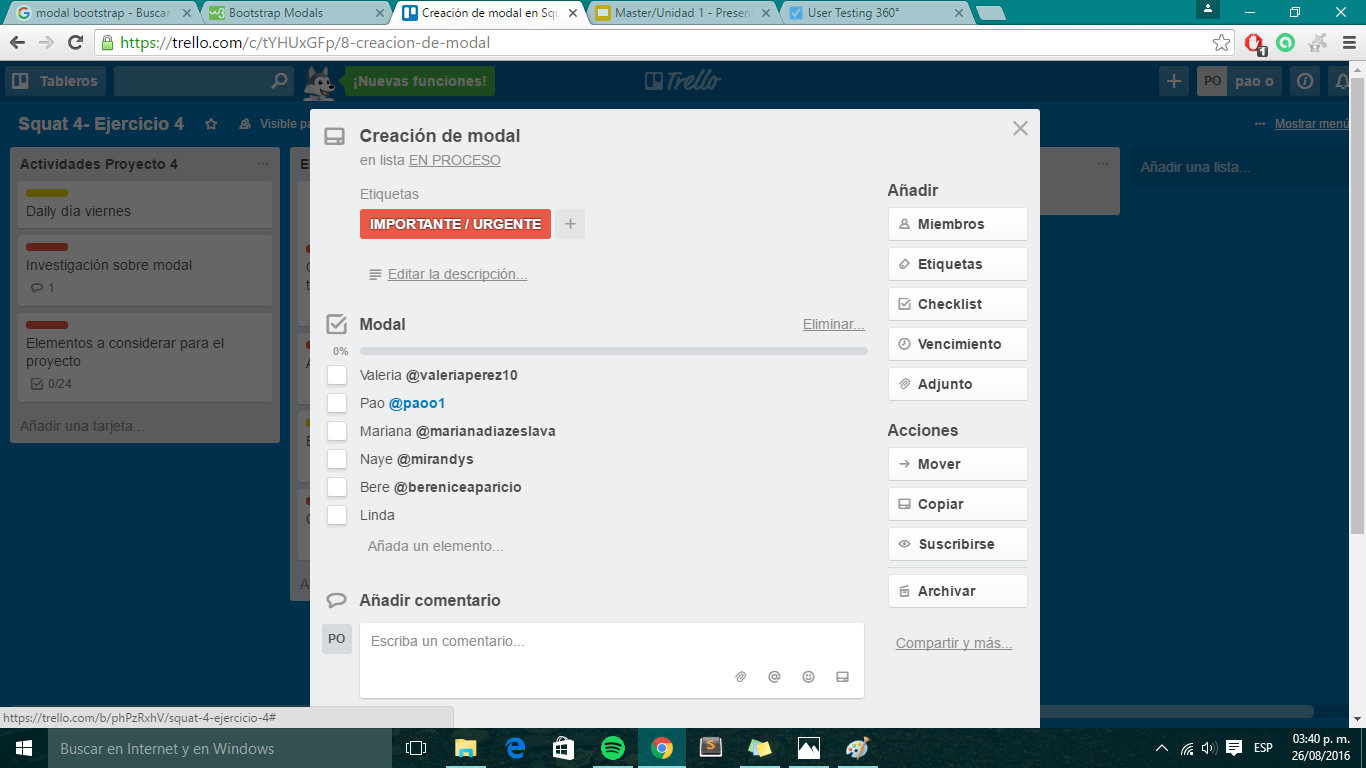 modal bootstrap - Buscar
Bootstrap Modals
Creación de modal en Squ
Master/Unidad 1 - Present
User Testing 360°
https://trello.com/c/tYHUxGFp/8-creacion-de-modal
1
Tableros
¡Nuevas funciones!
Trello
PO
pao o
Squat 4- Ejercicio 4
Visible pa
Mostrar menú
Actividades Proyecto 4
Daily día viernes
Investigación sobre modal
1
Elementos a considerar para el
proyecto
0/24
Añadir una tarjeta...
Añadir una lista...
Creación de modal
en lista EN PROCESO
Etiquetas
IMPORTANTE / URGENTE
Editar la descripción...
Modal
Eliminar...
0%
Valeria @valeriaperez10
Pao @paoo1
Mariana @marianadiazeslava
Naye @mirandys
Bere @bereniceaparicio
Linda
Añada un elemento...
Añadir comentario
PO
Escriba un comentario...
Añadir
Miembros
Etiquetas
Checklist
Vencimiento
Adjunto
Acciones
Mover
Copiar
Suscribirse
Archivar
Compartir y más...
https://trello.com/b/phPzRxhV/squat-4-ejercicio-4#
Buscar en Internet y en Windows
ESP
03:40 p. m.
26/08/2016